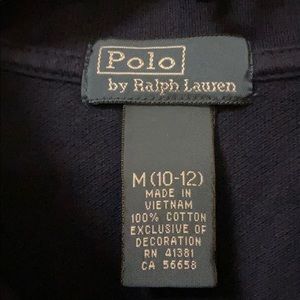 Polo
by Ralph Lauren
M (10-12)
MADE IN
VIETNAM
100% COTTON
EXCLUSIVE OF
DECORATION
RN 41381
CA 56658